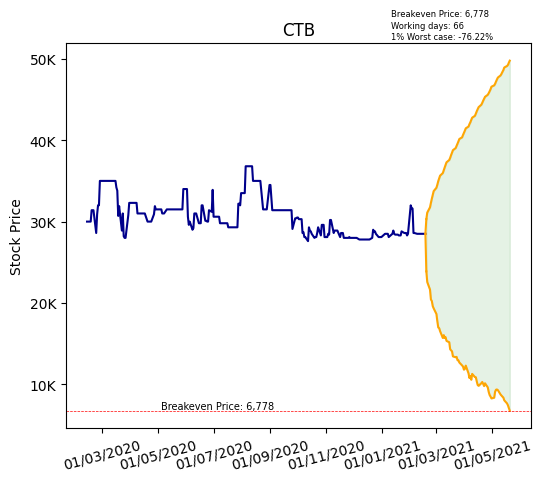 Breakeven Price: 6,778
Working days: 66
1% Worst case: -76.22%
CTB
Stock Price
50K
40K
30K
20K
10K
Breakeven Price: 6,778
01/03/2020
01/05/2020
01/07/2020
01/09/2020
01/11/2020
01/01/2021
01/03/2021
01/05/2021